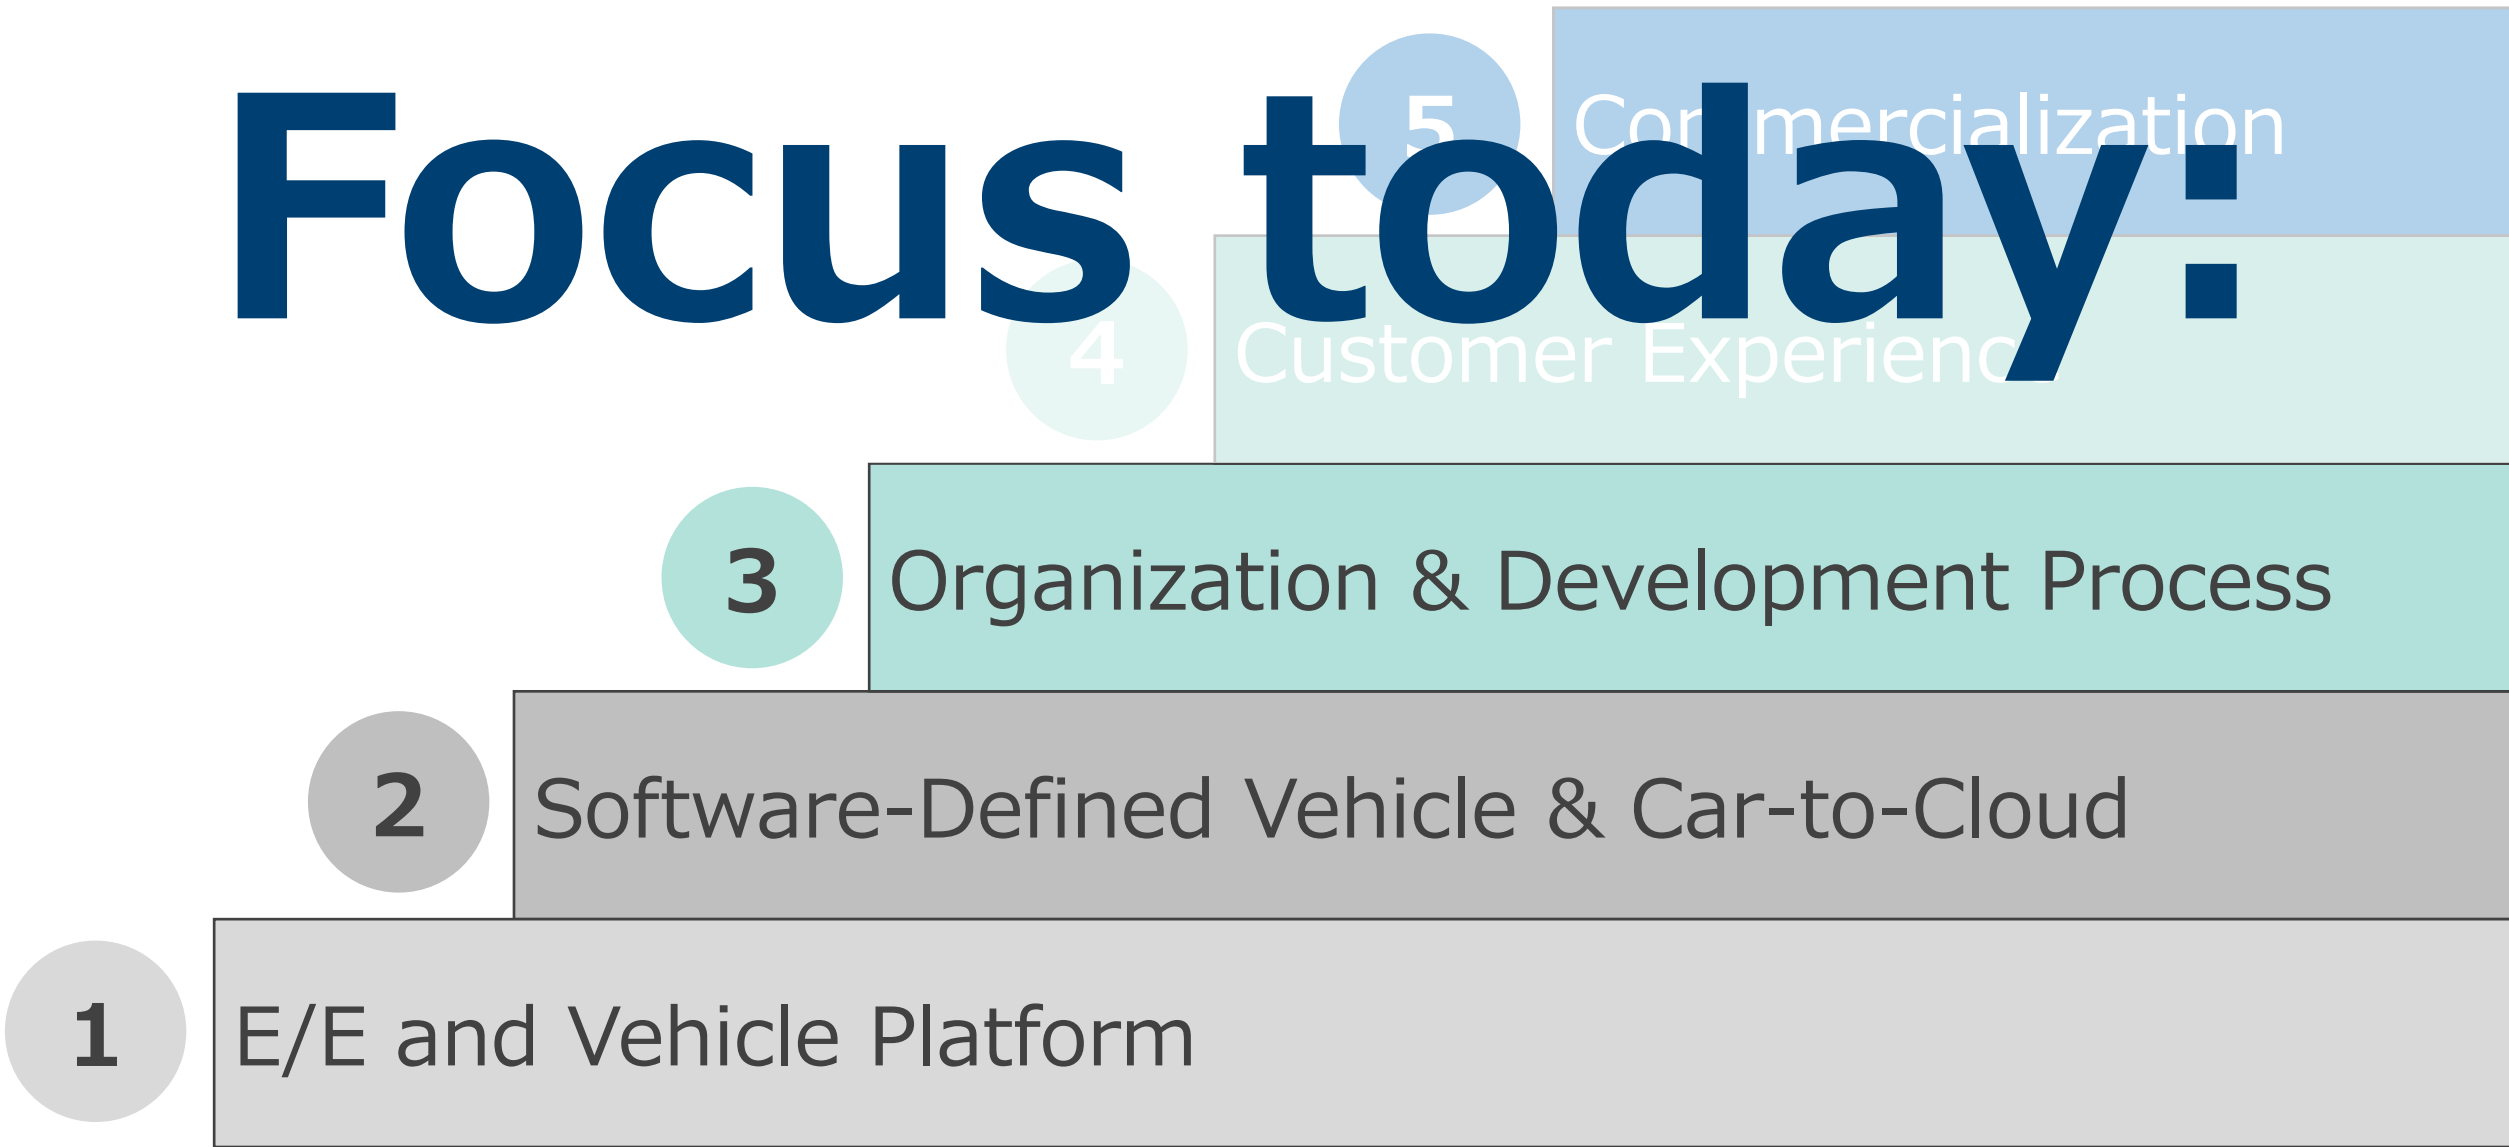 Focus today:
5 Commercialization
4 Customer Experience
3 Organization & Development Process
2 Software-Defined Vehicle & Car-to-Cloud
1 E/E and Vehicle Platform